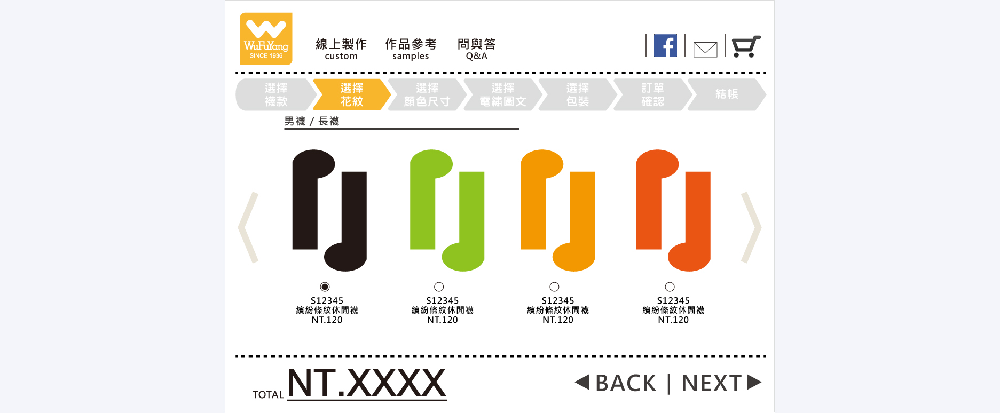 WuFuYang
SINCE 1936
線上製作
custom
作品參考
samples
問與答
Q&A
選擇
襪款
選擇
花紋
選擇
顏色尺寸
選擇
電繡圖文
選擇
包裝
訂單
確認
結帳
男襪 / 長襪
S12345
繽紛條紋休閒襪
NT.120
S12345
繽紛條紋休閒襪
NT.120
S12345
繽紛條紋休閒襪
NT.120
S12345
繽紛條紋休閒襪
NT.120
TOTAL NT.XXXX
BACK | NEXT